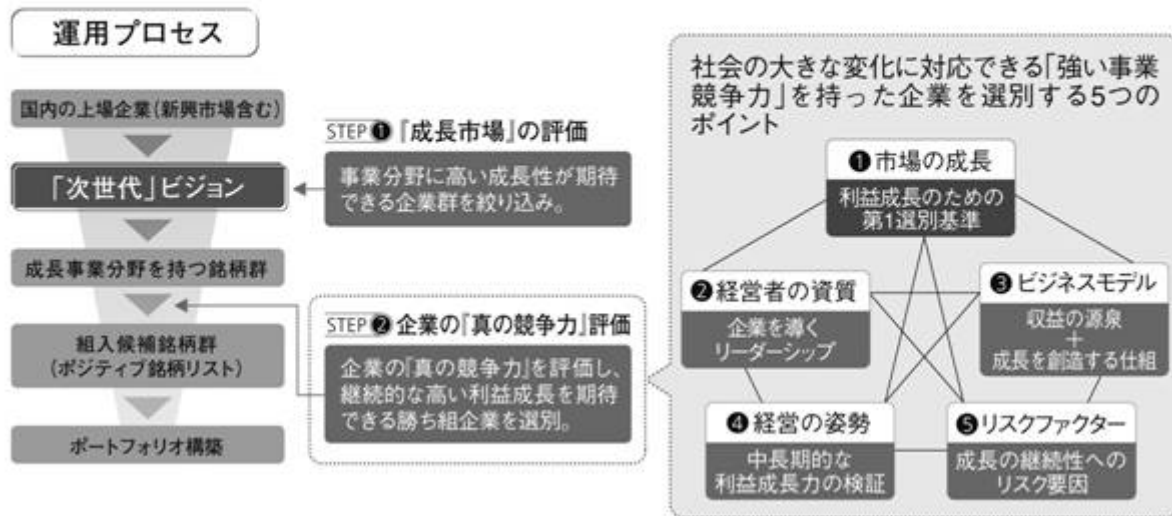 運用プロセス
国内の上場企業(新興市場含む)
「次世代」ビジョン
成長事業分野を持つ銘柄群
組入候補銘柄群
(ポジティブ銘柄リスト)
ポートフォリオ構築
STEP❶『成長市場』の評価
事業分野に高い成長性が期待
できる企業群を絞り込み。
STEP❷企業の『真の競争力』評価
企業の『真の競争力』を評価し、
継続的な高い利益成長を期待
できる勝ち組企業を選別。
社会の大きな変化に対応できる「強い事業
競争力」を持った企業を選別する5つの
ポイント
❶市場の成長
利益成長のための
第1選別基準
❷経営者の資質
企業を導く
リーダーシップ
❸ビジネスモデル
収益の源泉
+
成長を創造する仕組
❹経営の姿勢
中長期的な
利益成長力の検証
❺リスクファクター
成長の継続性への
リスク要因